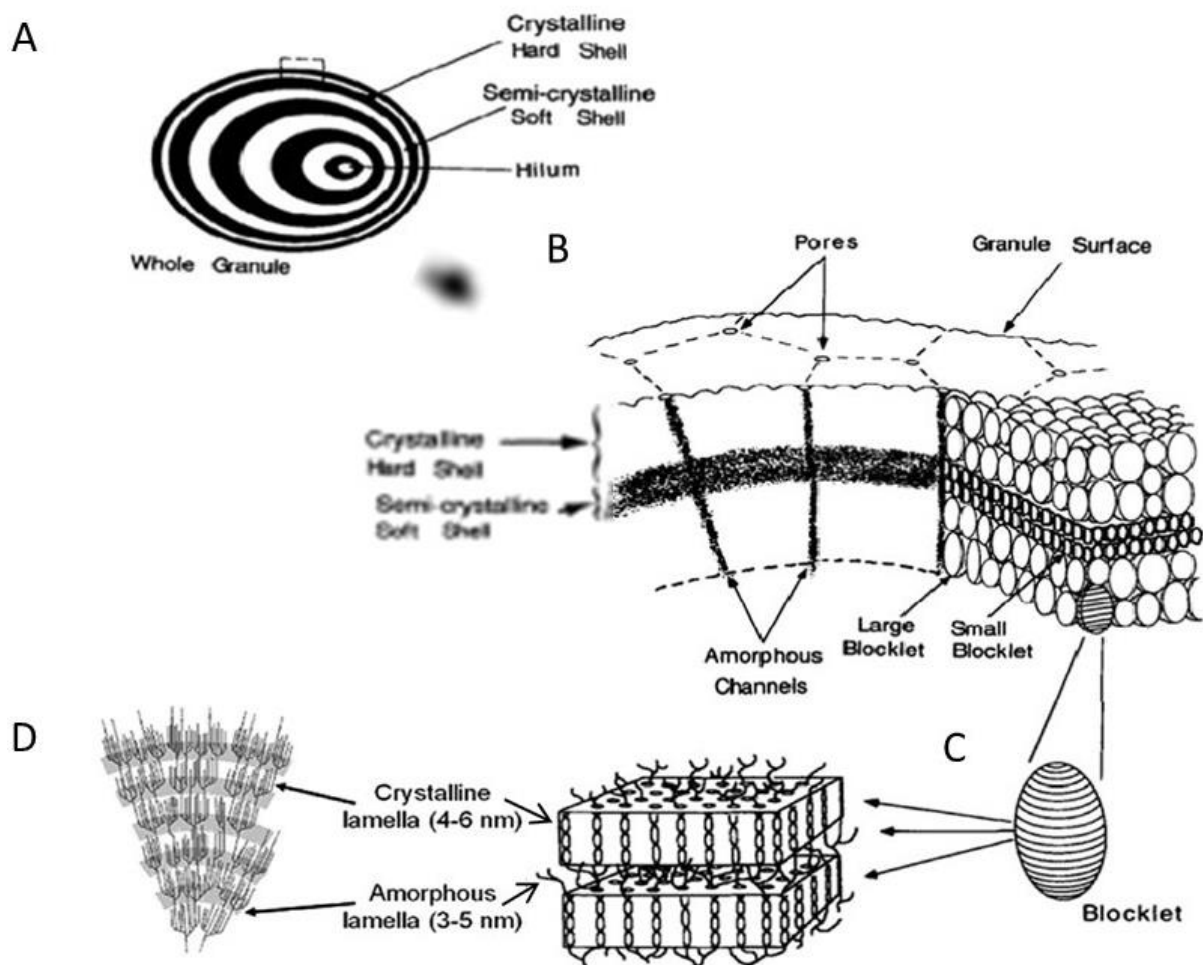 A
Crystalline
Hard Shell
Semi-crystalline
Soft Shell
Hilum
Whole Granule
B
Pores
Granule Surface
Crystalline
Hard Shell
Semi-crystalline
Soft Shell
Large
Blocklet
Small
Blocklet
Amorphous
Channels
C
Blocklet
D
Crystalline
lamella (4-6 nm)
Amorphous
lamella (3-5 nm)